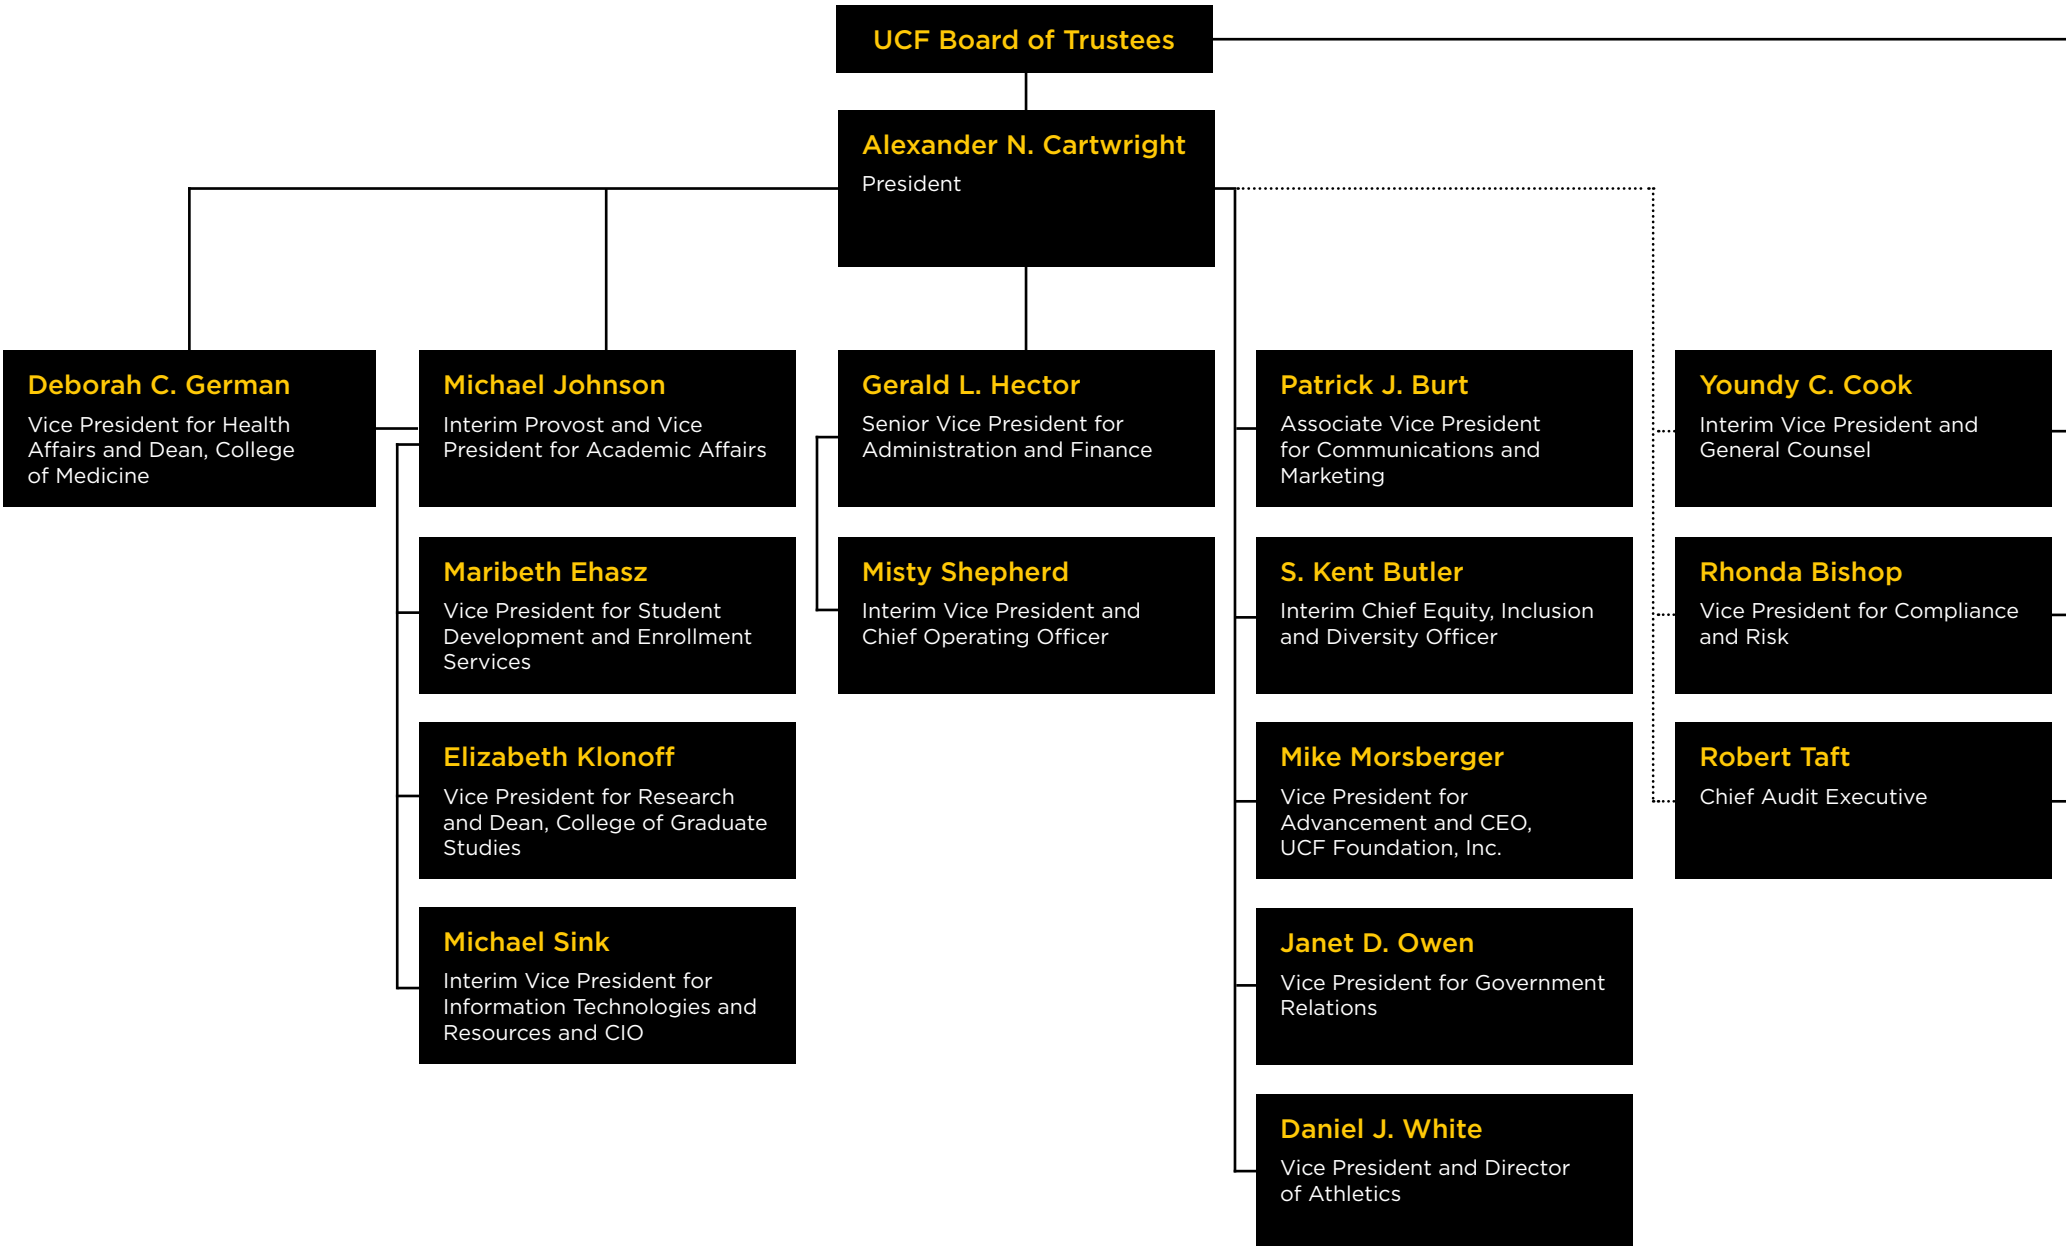 UCF Board of Trustees
Alexander N. Cartwright
President
Deborah C. German
Vice President for Health
Affairs and Dean, College
of Medicine
Michael Johnson
Interim Provost and Vice
President for Academic Affairs
Maribeth Ehasz
Vice President for Student
Development and Enrollment
Services
Elizabeth Klonoff
Vice President for Research
and Dean, College of Graduate
Studies
Michael Sink
Interim Vice President for
Information Technologies and
Resources and CIO
Gerald L. Hector
Senior Vice President for
Administration and Finance
Misty Shepherd
Interim Vice President and
Chief Operating Officer
Patrick J. Burt
Associate Vice President
for Communications and
Marketing
S. Kent Butler
Interim Chief Equity, Inclusion
and Diversity Officer
Mike Morsberger
Vice President for
Advancement and CEO,
UCF Foundation, Inc.
Janet D. Owen
Vice President for Government
Relations
Daniel J. White
Vice President and Director
of Athletics
Youndy C. Cook
Interim Vice President and
General Counsel
Rhonda Bishop
Vice President for Compliance
and Risk
Robert Taft
Chief Audit Executive